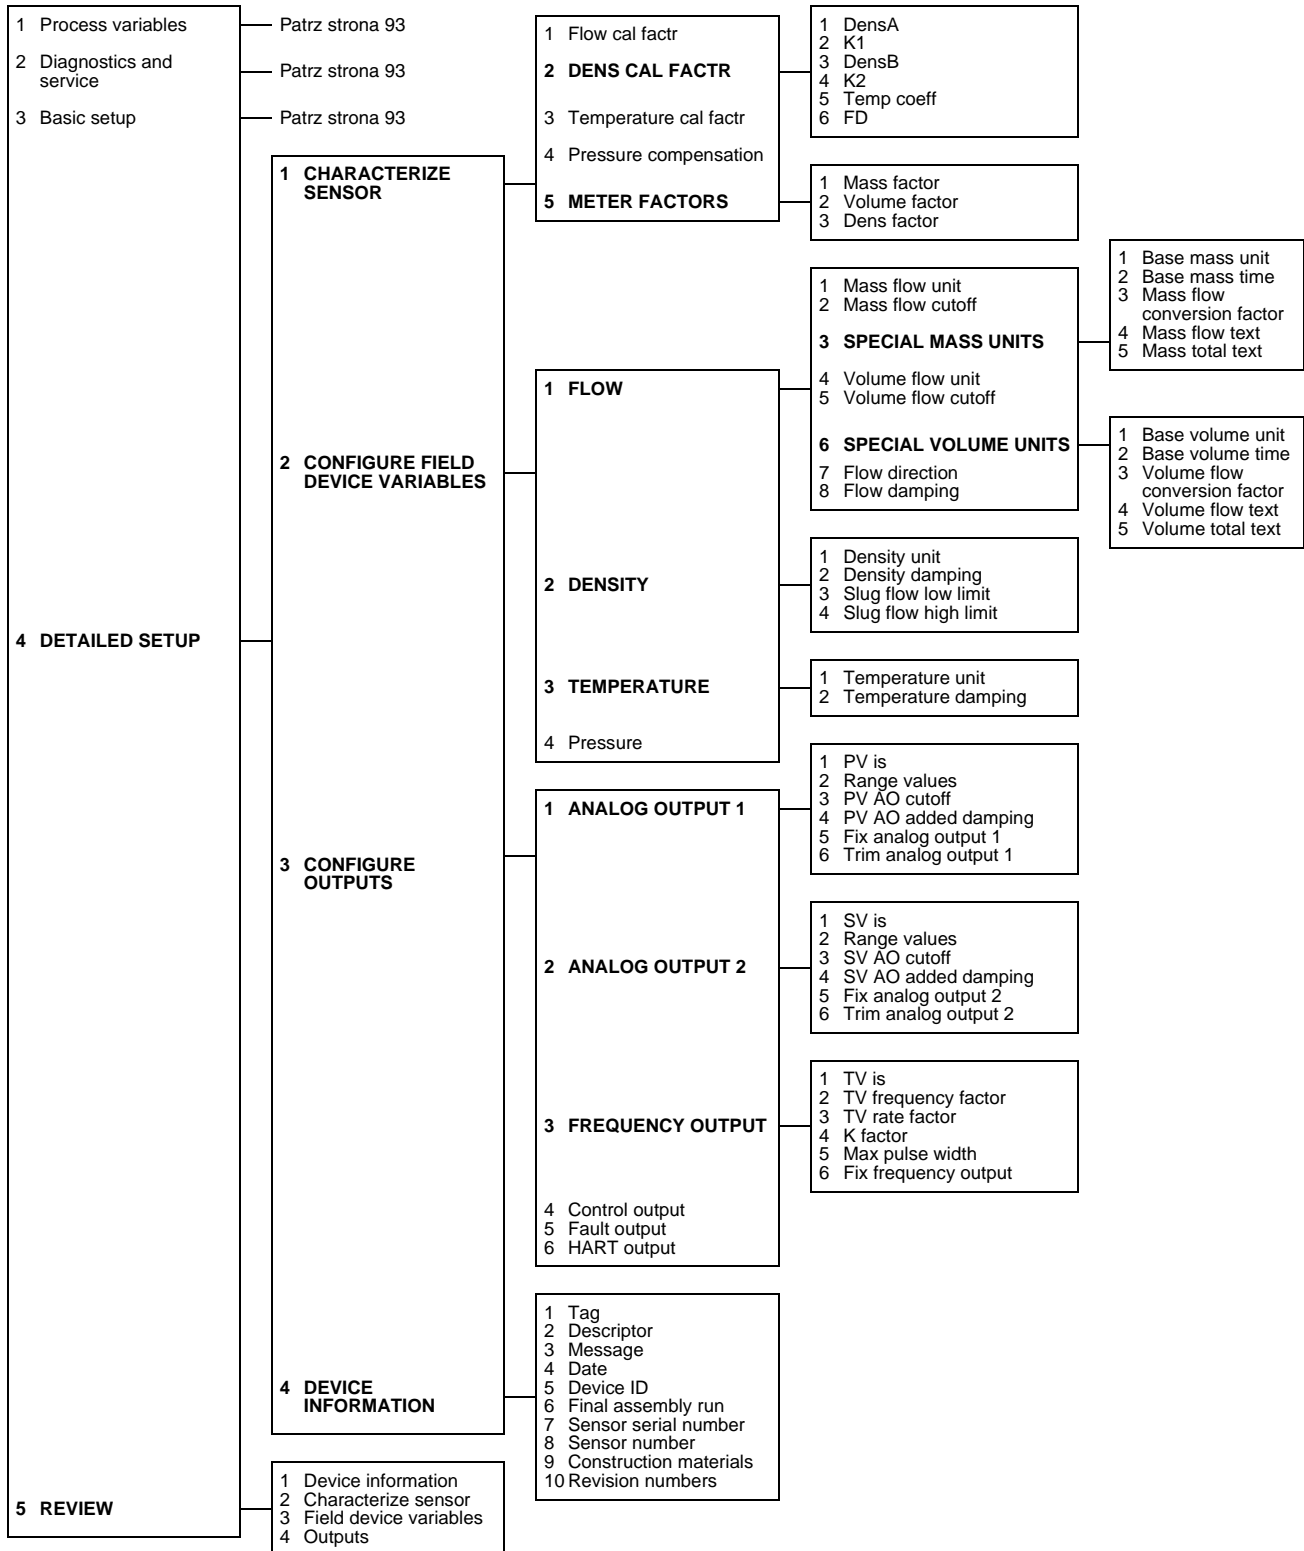 1 Process variables
Patrz strona 93
2 Diagnostics and
service
Patrz strona 93
3 Basic setup
Patrz strona 93
4 DETAILED SETUP
5 REVIEW
1 CHARACTERIZE
SENSOR
2 CONFIGURE FIELD
DEVICE VARIABLES
3 CONFIGURE
OUTPUTS
4 DEVICE
INFORMATION
1 Device information
2 Characterize sensor
3 Field device variables
4 Outputs
1 Flow cal factr
2 DENS CAL FACTR
3 Temperature cal factr
4 Pressure compensation
5 METER FACTORS
1 FLOW
2 DENSITY
3 TEMPERATURE
4 Pressure
1 ANALOG OUTPUT 1
2 ANALOG OUTPUT 2
3 FREQUENCY OUTPUT
4 Control output
5 Fault output
6 HART output
1 Tag
2 Descriptor
3 Message
4 Date
5 Device ID
6 Final assembly run
7 Sensor serial number
8 Sensor number
9 Construction materials
10 Revision numbers
1 DensA
2 K1
3 DensB
4 K2
5 Temp coeff
6 FD
1 Mass factor
2 Volume factor
3 Dens factor
1 Mass flow unit
2 Mass flow cutoff
3 SPECIAL MASS UNITS
4 Volume flow unit
5 Volume flow cutoff
6 SPECIAL VOLUME UNITS
7 Flow direction
8 Flow damping
1 Density unit
2 Density damping
3 Slug flow low limit
4 Slug flow high limit
1 Temperature unit
2 Temperature damping
1 PV is
2 Range values
3 PV AO cutoff
4 PV AO added damping
5 Fix analog output 1
6 Trim analog output 1
1 SV is
2 Range values
3 SV AO cutoff
4 SV AO added damping
5 Fix analog output 2
6 Trim analog output 2
1 TV is
2 TV frequency factor
3 TV rate factor
4 K factor
5 Max pulse width
6 Fix frequency output
1 Base mass unit
2 Base mass time
3 Mass flow
conversion factor
4 Mass flow text
5 Mass total text
1 Base volume unit
2 Base volume time
3 Volume flow
conversion factor
4 Volume flow text
5 Volume total text